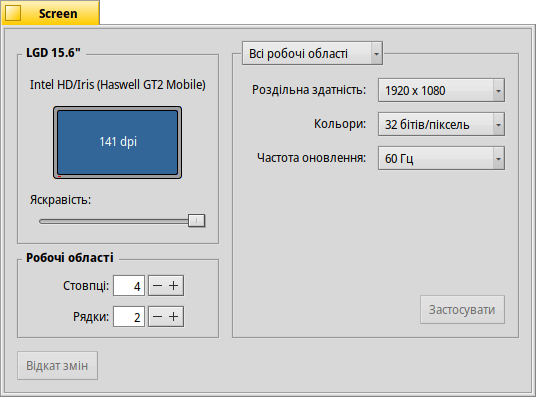 Screen
LGD 15.6"
Intel HD/Iris (Haswell GT2 Mobile)
141 dpi
Яскравість:
Робочі області
Стовпці: 4
Рядки: 2
Відкат змін
Всі робочі області
Роздільна здатність: 1920 x 1080
Кольори: 32 бітів/піксель
Частота оновлення: 60 Гц
Застосувати